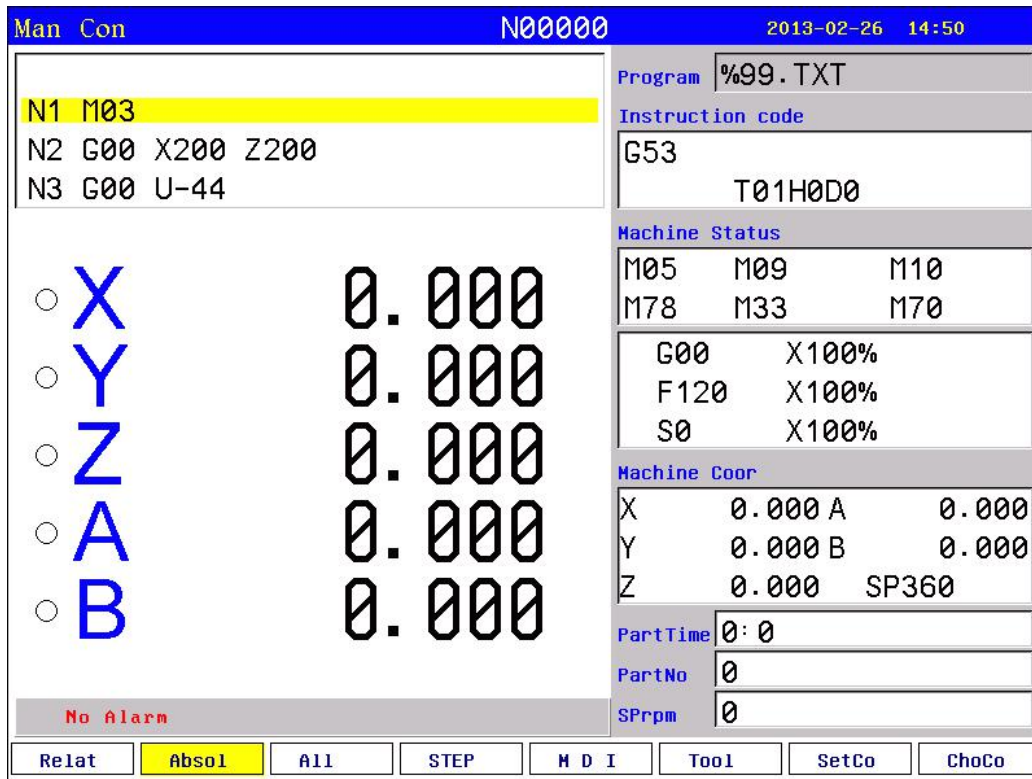 Man Con N00000 2013-02-26 14:50
N1 M03
N2 G00 X200 Z200
N3 G00 U-44
X 0.000
Y 0.000
Z 0.000
A 0.000
B 0.000
No Alarm
Program %99.TXT
Instruction code
G53
T01H0D0
Machine Status
M05 M09 M10
M78 M33 M70
G00 X100%
F120 X100%
S0 X100%
Machine Coor
X 0.000 A 0.000
Y 0.000 B 0.000
Z 0.000 SP360
PartTime 0:0
PartNo 0
SPrpm 0
Relat Absol All STEP M D I Tool SetCo ChoCo